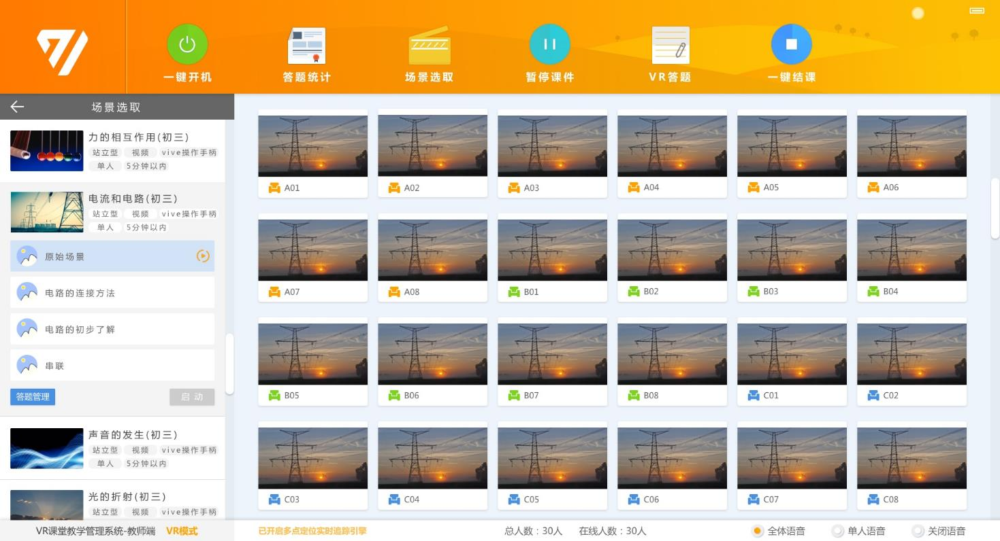 一键开机
答题统计
场景选取
暂停课件
VR答题
一键结课
场景选取
力的相互作用(初三)
站立型 视频 vive操作手柄
单人 5分钟以内
电流和电路(初三)
站立型 视频 vive操作手柄
单人 5分钟以内
原始场景
电路的连接方法
电路的初步了解
串联
答题管理 启动
声音的发生(初三)
站立型 视频 vive操作手柄
单人 5分钟以内
光的折射(初三)
站立型 视频 vive操作手柄
A01 A02 A03 A04 A05 A06
A07 A08 B01 B02 B03 B04
B05 B06 B07 B08 C01 C02
C03 C04 C05 C06 C07 C08
VR课堂教学管理系统-教师端 VR模式 已开启多点定位实时追踪引擎 总人数：30人 在线人数：30人 全体语音 单人语音 关闭语音